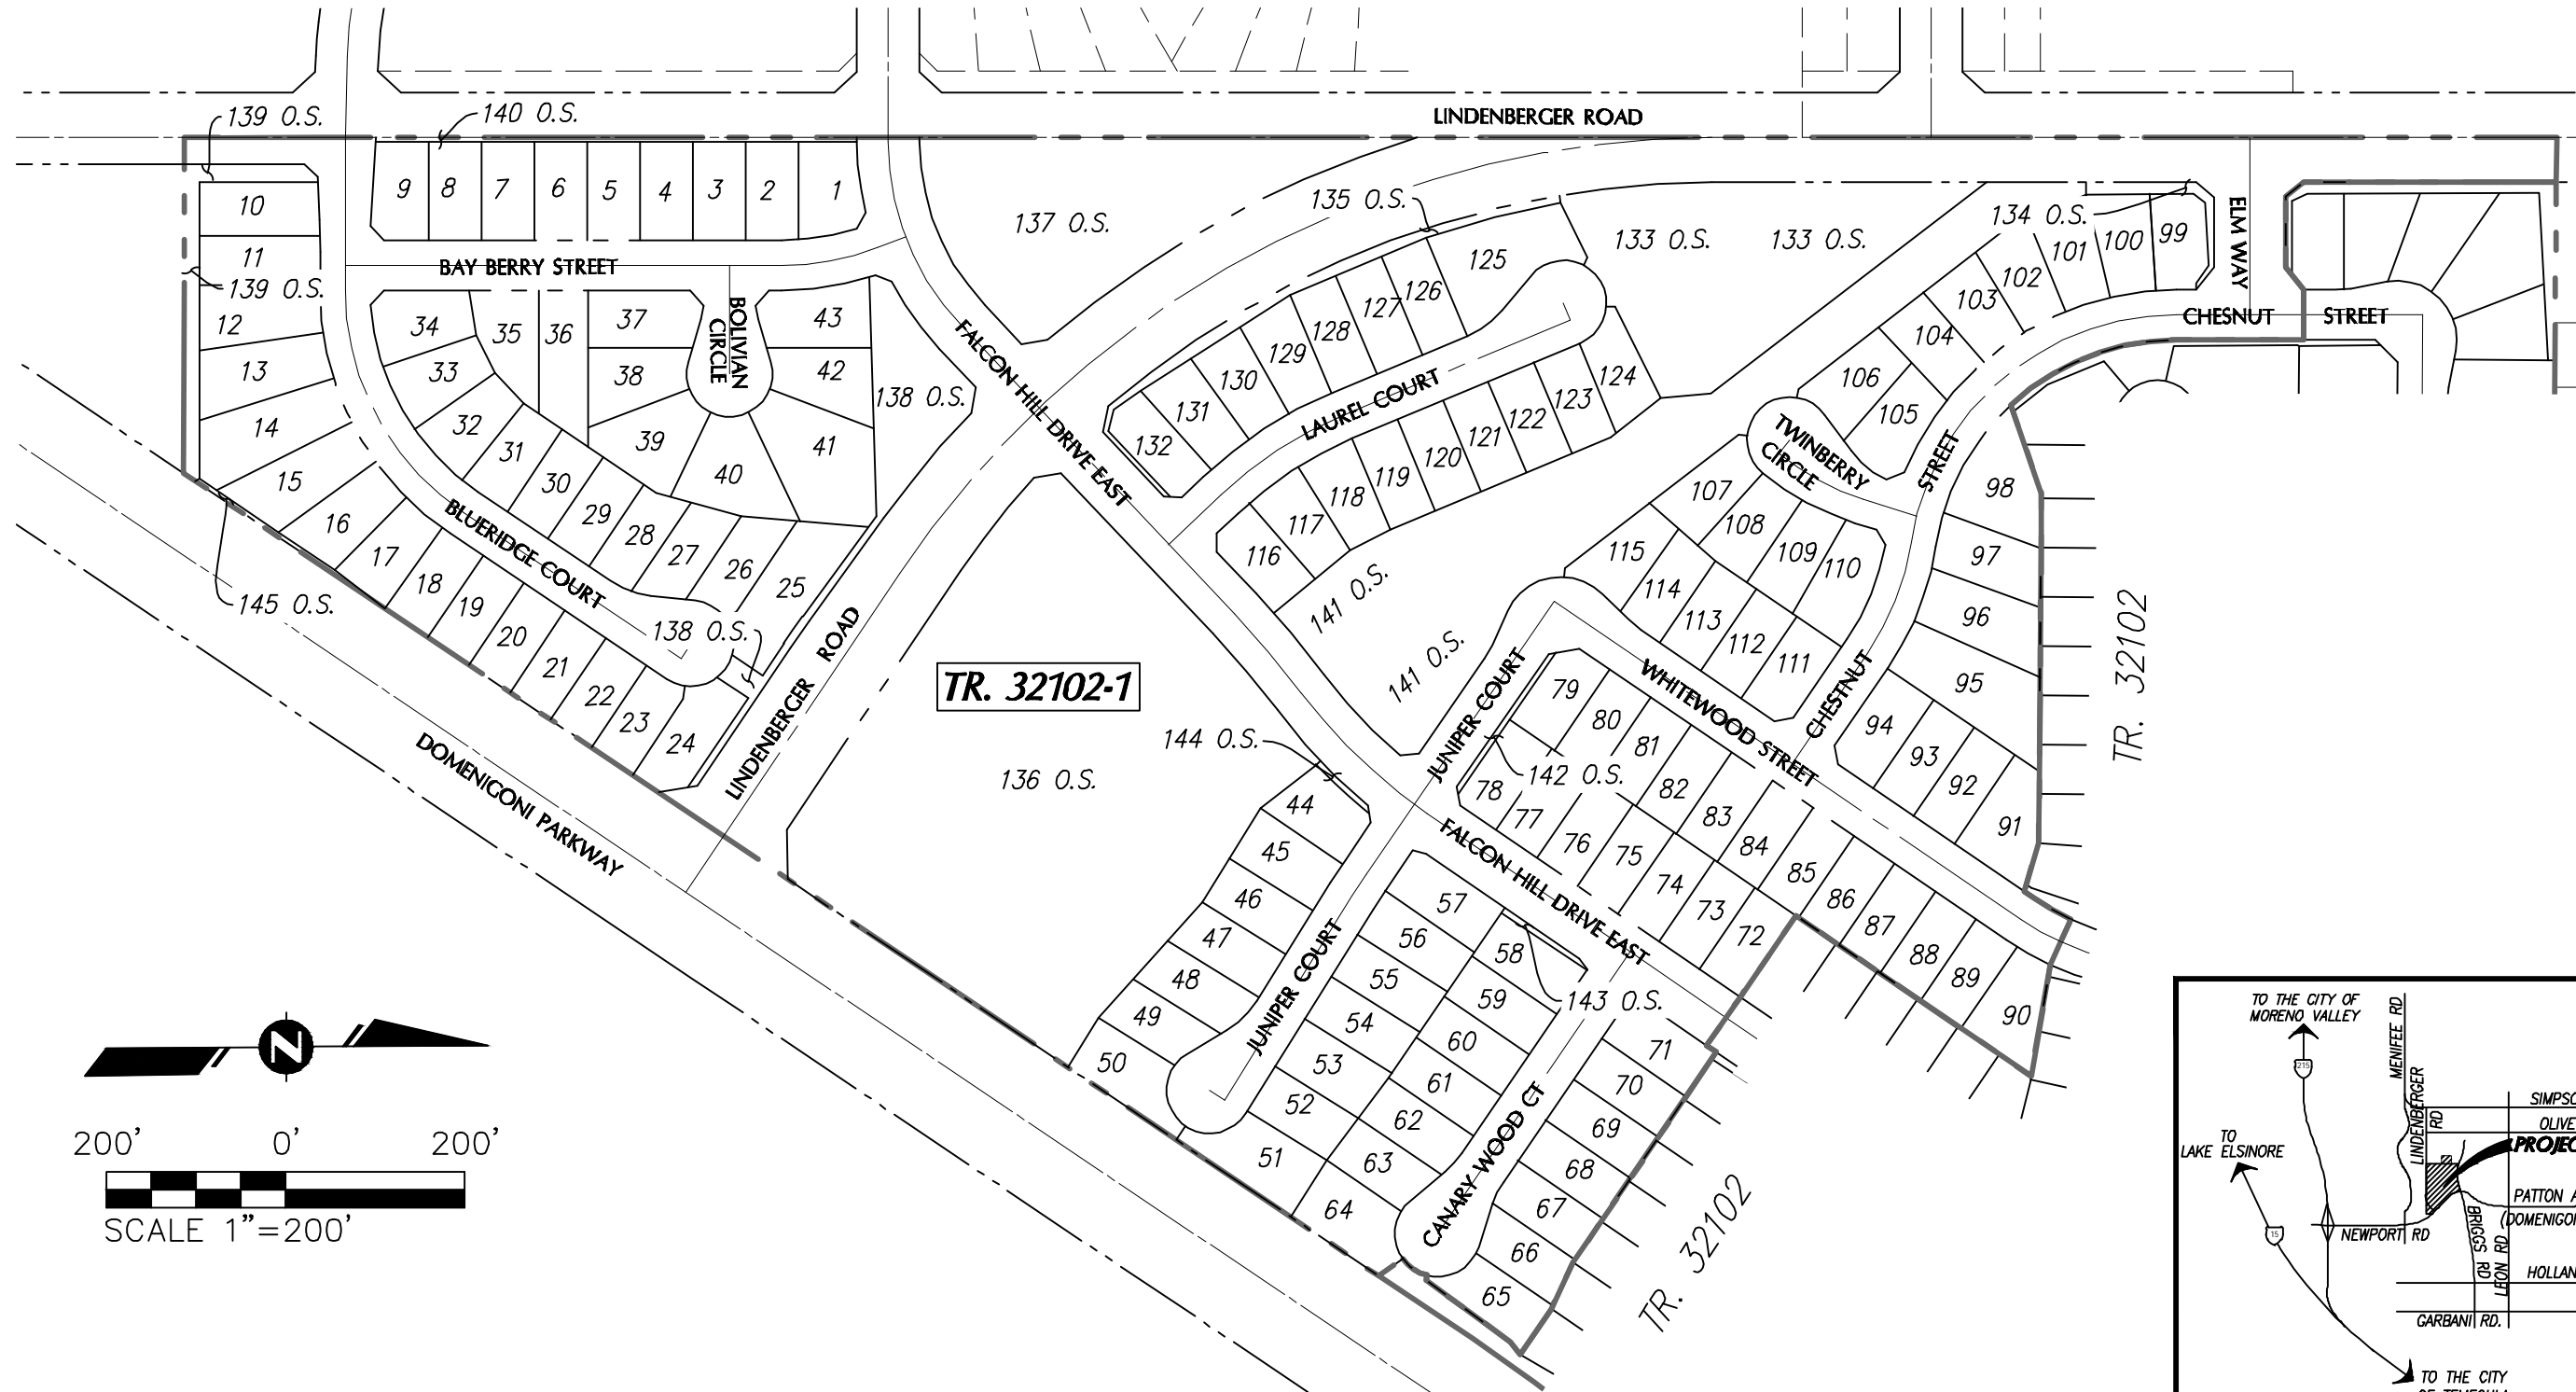 LINDENBERGER ROAD
139 O.S.
140 O.S.
9 8 7 6 5 4 3 2 1
10
11
139 O.S.
12
13
14
15
16
17
18
19
20
21
22
23
24
145 O.S.
BAY BERRY STREET
BOLIVIAN
CIRCLE
34
35
36
37
43
33
38
42
32
31
39
41
30
40
29
28
27
26
25
138 O.S.
138 O.S.
BLUERIDGE COURT
LINDENBERGER ROAD
DOMENIGONI PARKWAY
137 O.S.
135 O.S.
133 O.S.
133 O.S.
134 O.S.
FALCON HILL DRIVE EAST
125
126
127
128
129
130
131
132
LAUREL COURT
124
123
122
121
120
119
118
117
116
141 O.S.
141 O.S.
99
100
101
102
103
104
105
106
ELM WAY
CHESNUT STREET
TWINBERRY
CIRCLE
STREET
107
108
109
110
115
114
113
112
111
98
97
96
95
94
93
92
91
CHESTNUT
WHITEWOOD STREET
JUNIPER COURT
TR. 32102
TR. 32102-1
136 O.S.
144 O.S.
142 O.S.
79
80
81
82
83
84
85
86
87
88
89
90
78
77
76
75
74
73
72
FALCON HILL DRIVE EAST
44
45
46
47
48
49
50
JUNIPER COURT
57
56
55
54
53
52
51
58
59
60
61
62
63
64
143 O.S.
CANARY WOOD CT
71
70
69
68
67
66
65
TR. 32102
N
200' 0' 200'
SCALE 1"=200'
TO THE CITY OF
MORENO VALLEY
MENIFEE RD
215
LINDENBERGER
RD
SIMPSO
OLIVE
PROJEC
TO
LAKE ELSINORE
PATTON A
(DOMENIGON
NEWPORT RD
BRIGGS RD
LEON RD
15
HOLLAN
GARBANI RD.
TO THE CITY
OF TEMECULA